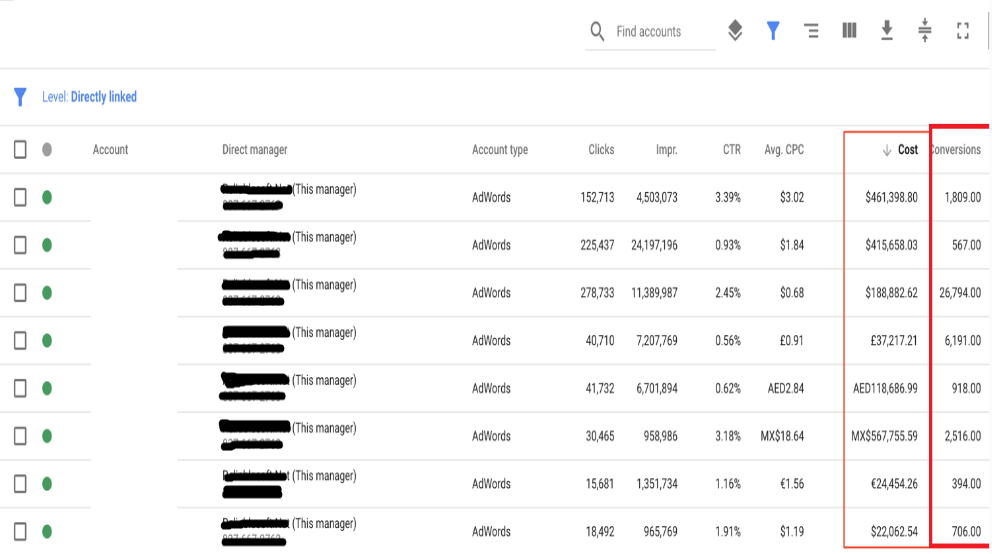 Find accounts
Level: Directly linked
Account Direct manager Account type Clicks Impr. CTR Avg. CPC Cost Conversions
(This manager) AdWords 152,713 4,503,073 3.39% $3.02 $461,398.80 1,809.00
(This manager) AdWords 225,437 24,197,196 0.93% $1.84 $415,658.03 567.00
(This manager) AdWords 278,733 11,389,987 2.45% $0.68 $188,882.62 26,794.00
(This manager) AdWords 40,710 7,207,769 0.56% £0.91 £37,217.21 6,191.00
(This manager) AdWords 41,732 6,701,894 0.62% AED2.84 AED118,686.99 918.00
(This manager) AdWords 30,465 958,986 3.18% MX$18.64 MX$567,755.59 2,516.00
(This manager) AdWords 15,681 1,351,734 1.16% €1.56 €24,454.26 394.00
(This manager) AdWords 18,492 965,769 1.91% $1.19 $22,062.54 706.00